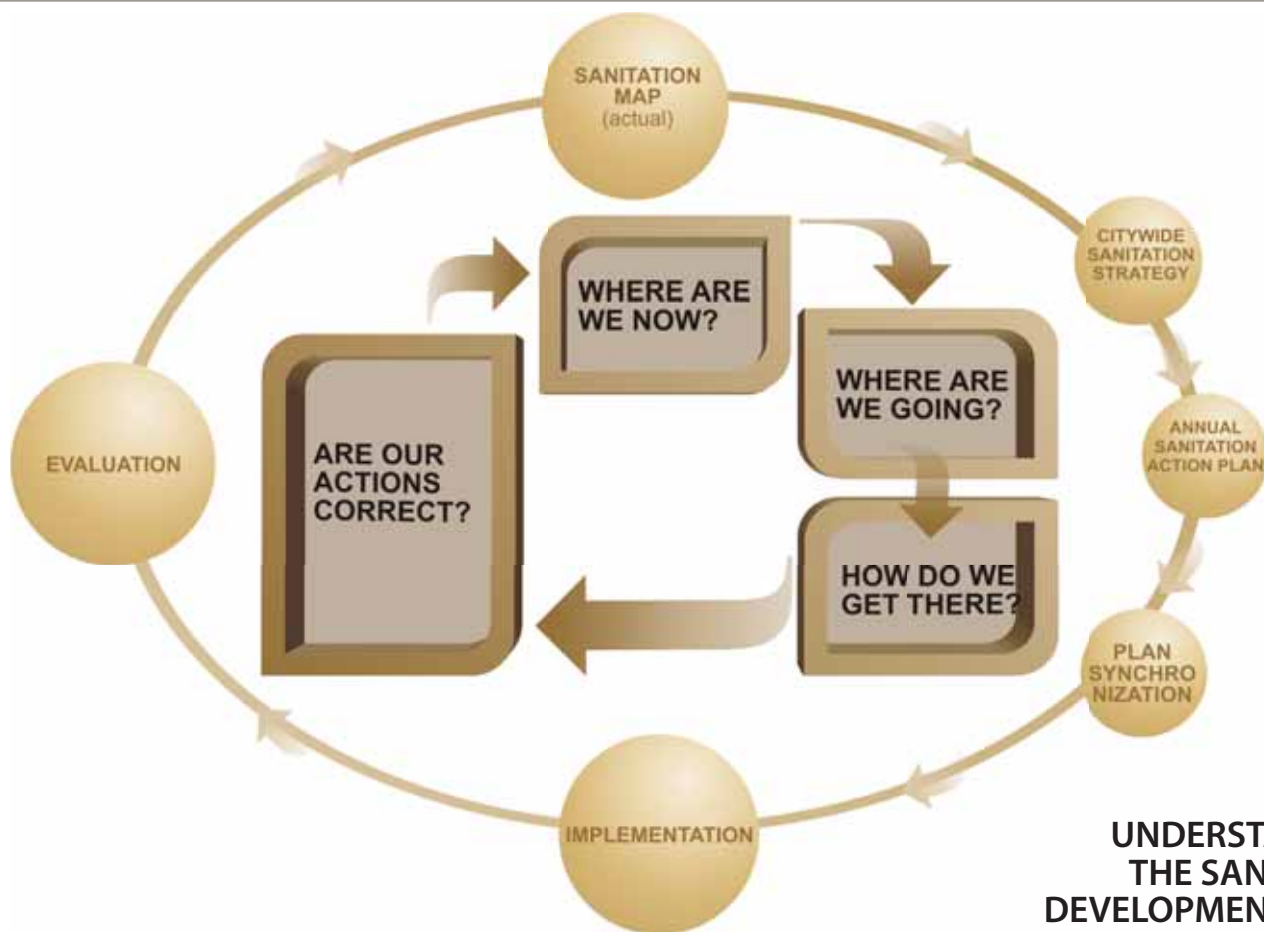 SANITATION
MAP
(actual)
CITYWIDE
SANITATION
STRATEGY
ANNUAL
SANITATION
ACTION PLAN
PLAN
SYNCHRO
NIZATION
IMPLEMENTATION
EVALUATION
WHERE ARE
WE NOW?
WHERE ARE
WE GOING?
HOW DO WE
GET THERE?
ARE OUR
ACTIONS
CORRECT?
THE